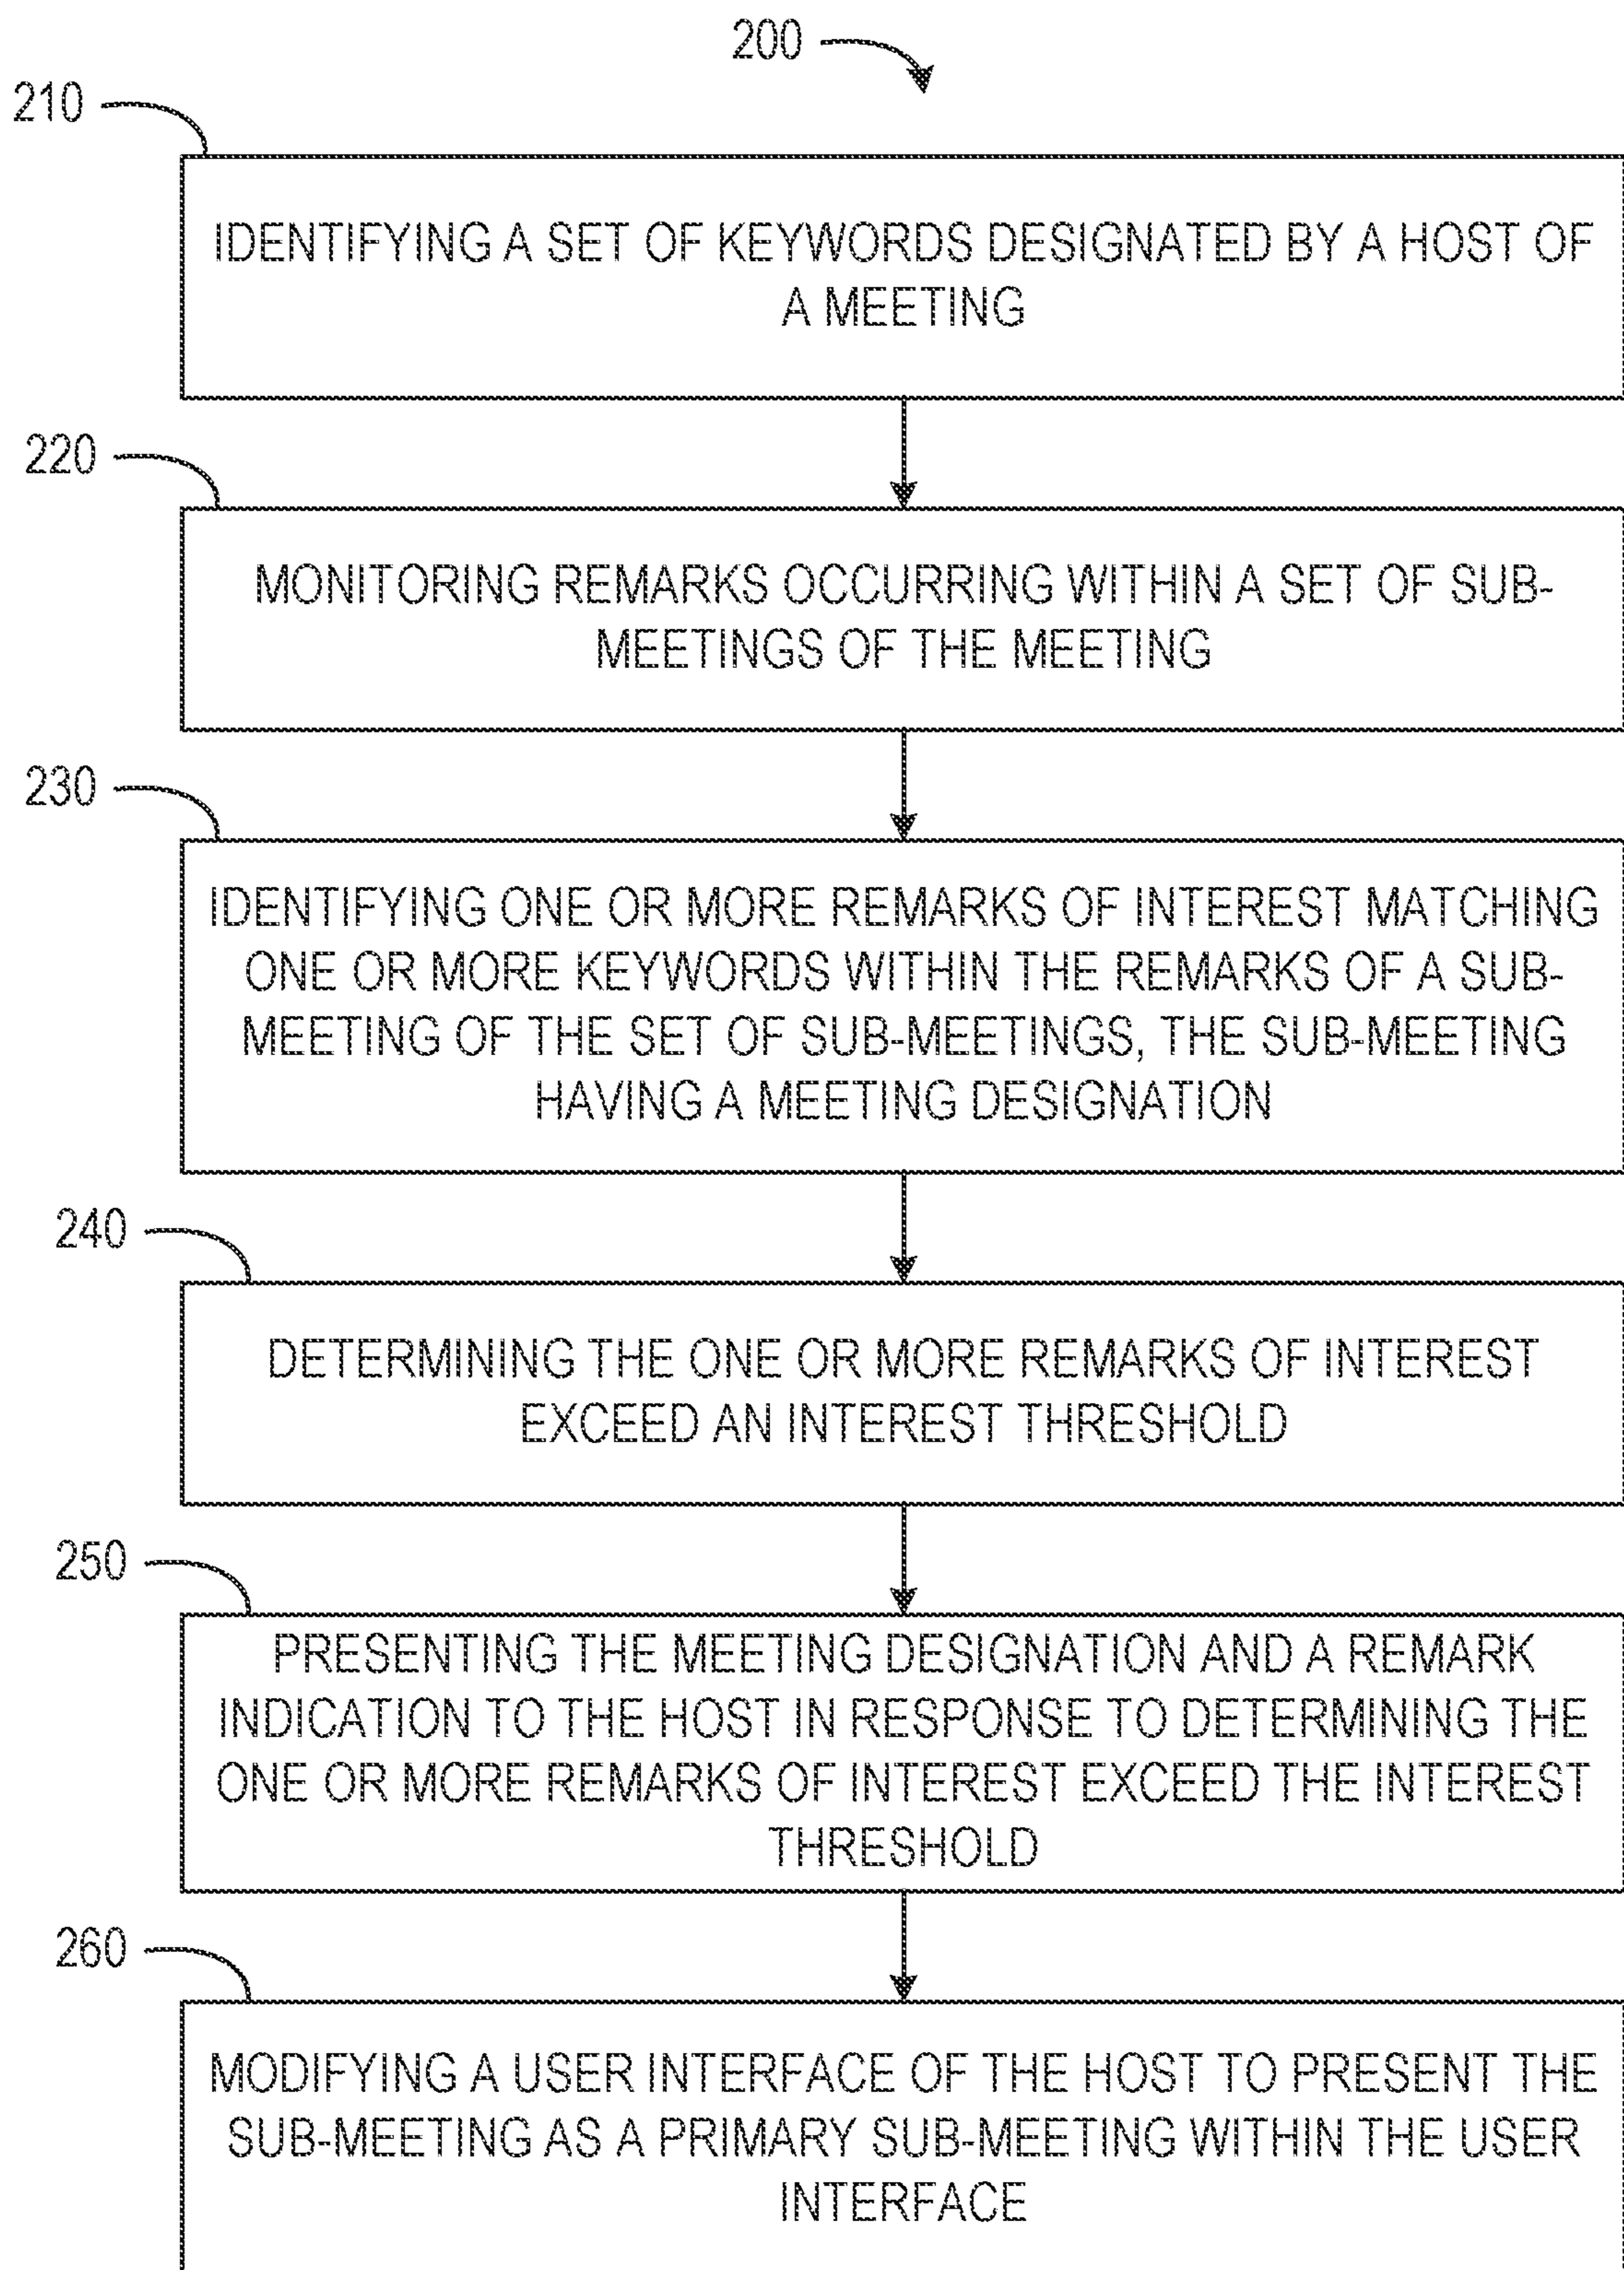 200
210
IDENTIFYING A SET OF KEYWORDS DESIGNATED BY A HOST OF
A MEETING
220
MONITORING REMARKS OCCURRING WITHIN A SET OF SUB-
MEETINGS OF THE MEETING
230
IDENTIFYING ONE OR MORE REMARKS OF INTEREST MATCHING
ONE OR MORE KEYWORDS WITHIN THE REMARKS OF A SUB-
MEETING OF THE SET OF SUB-MEETINGS, THE SUB-MEETING
HAVING A MEETING DESIGNATION
240
DETERMINING THE ONE OR MORE REMARKS OF INTEREST
EXCEED AN INTEREST THRESHOLD
250
PRESENTING THE MEETING DESIGNATION AND A REMARK
INDICATION TO THE HOST IN RESPONSE TO DETERMINING THE
ONE OR MORE REMARKS OF INTEREST EXCEED THE INTEREST
THRESHOLD
260
MODIFYING A USER INTERFACE OF THE HOST TO PRESENT THE
SUB-MEETING AS A PRIMARY SUB-MEETING WITHIN THE USER
INTERFACE